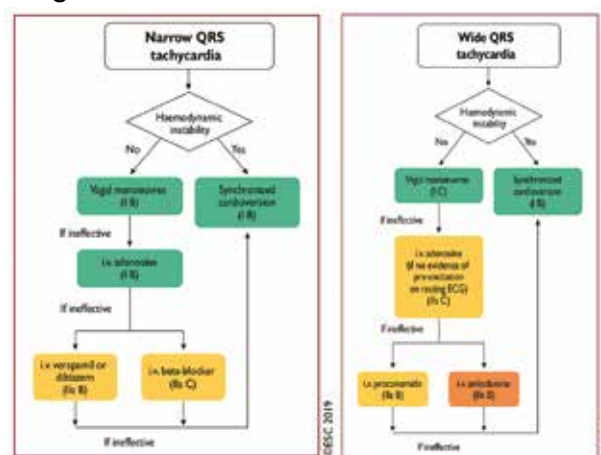 Narrow QRS
tachycardia
Haemodynamic
instability
No
Yes
Vagal manoeuvres
(I B)
Synchronized
cardioversion
(I B)
If ineffective
i.v. adenosine
(I B)
If ineffective
i.v. verapamil or
diltiazem
(IIa B)
i.v. beta-blocker
(IIa C)
If ineffective
Wide QRS
tachycardia
Haemodynamic
instability
No
Yes
Vagal manoeuvres
(I C)
Synchronized
cardioversion
(I B)
If ineffective
i.v. adenosine
(if no evidence of
pre-excitation
on resting ECG)
(IIa C)
If ineffective
i.v. procainamide
(IIa B)
i.v. amiodarone
(IIb B)
If ineffective
ESC 2019